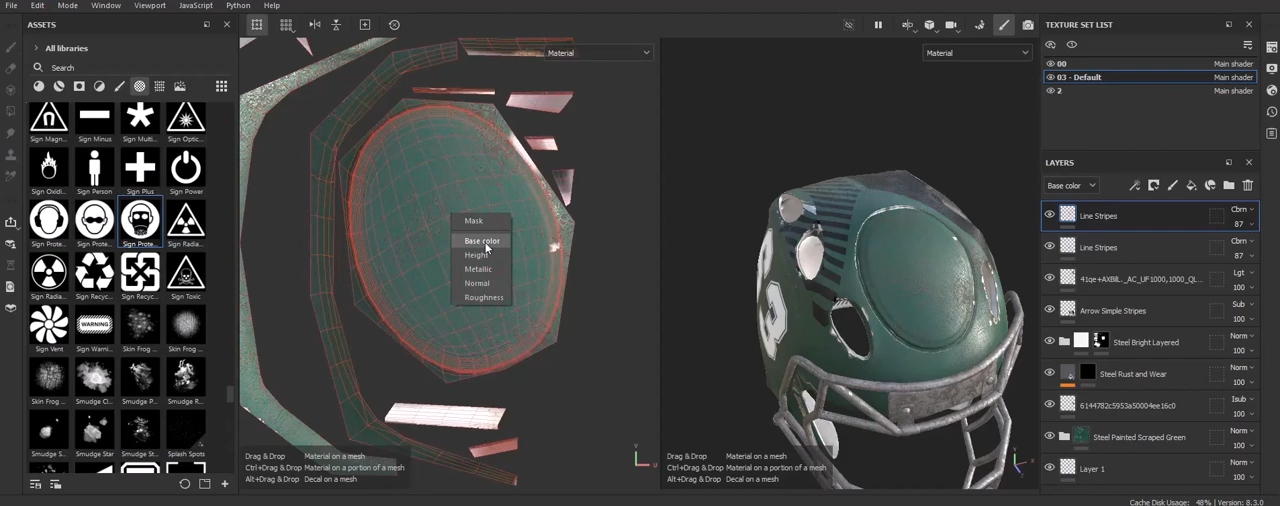 File Edit Mode Window Viewport JavaScript Python Help
ASSETS
All libraries
Search
Sign Magn... Sign Minus Sign Multi... Sign Optic...
Sign Oxidi... Sign Person Sign Plus Sign Power
Sign Prote... Sign Prote... Sign Prote... Sign Radia...
Sign Radia... Sign Recyc... Sign Recyc... Sign Toxic
WARNING
Sign Vent Sign Warni... Skin Frog ... Skin Frog ...
Skin Frog ... Smudge Cl... Smudge P... Smudge R...
Smudge S... Smudge Star Smudge St... Splash Spots
Material
Mask
Base color
Height
Metallic
Normal
Roughness
Drag & Drop Material on a mesh
Ctrl+Drag & Drop Material on a portion of a mesh
Alt+Drag & Drop Decal on a mesh
V
U
Material
Drag & Drop Material on a mesh
Ctrl+Drag & Drop Material on a portion of a mesh
Alt+Drag & Drop Decal on a mesh
TEXTURE SET LIST
00 Main shader
03 - Default Main shader
2 Main shader
LAYERS
Base color
Line Stripes Cbrn 87
Line Stripes Cbrn 87
41qe+AXBlL._AC_UF1000,1000_QL... Lgt 100
Arrow Simple Stripes Sub 100
Steel Bright Layered Norm 100
Steel Rust and Wear Norm 100
6144782c5953a50004ee16c0 Isub 100
Steel Painted Scraped Green Norm 100
Layer 1 Norm 100
Cache Disk Usage: 48% | Version: 8.3.0